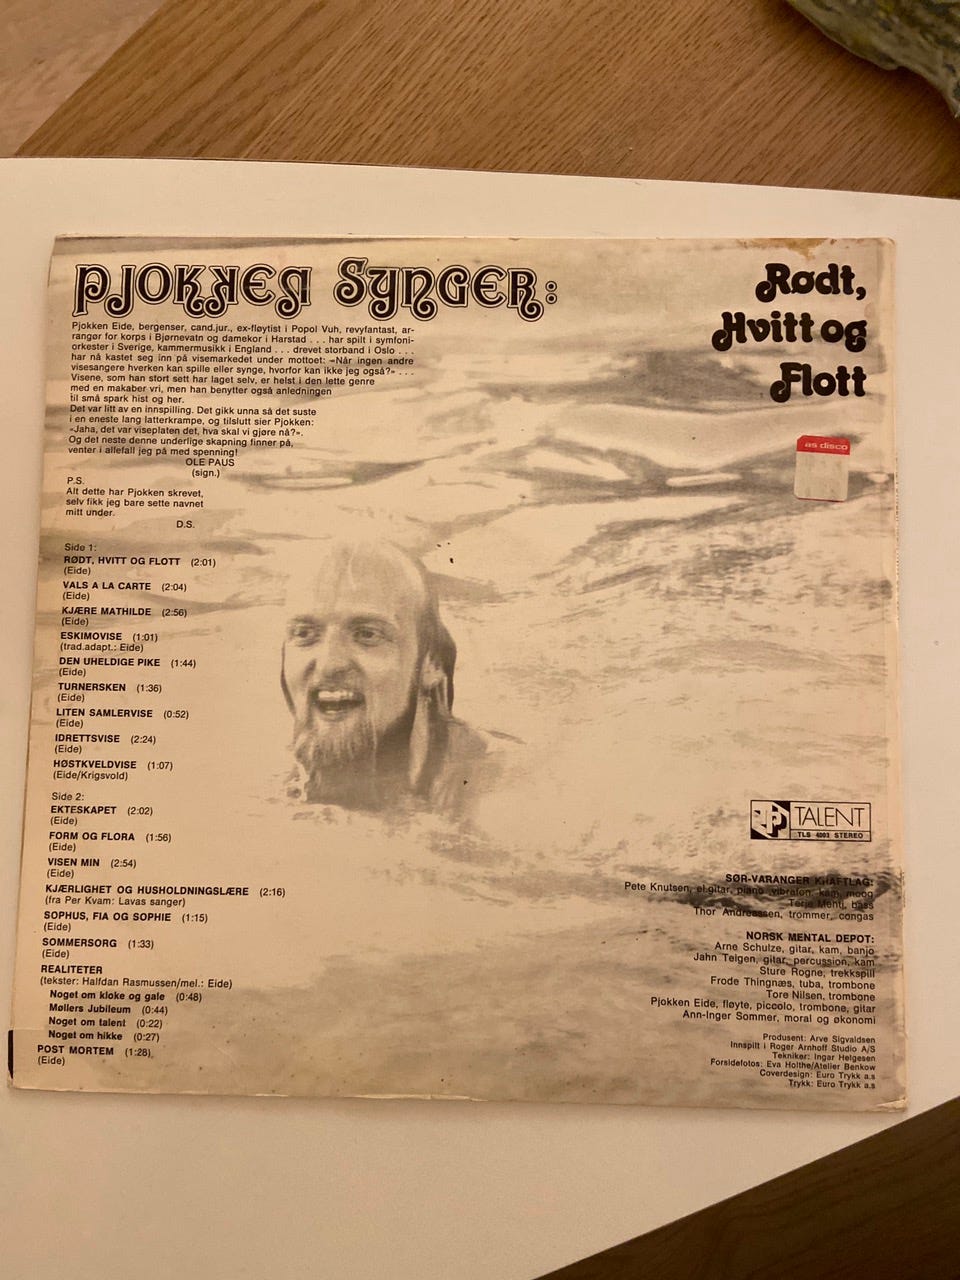 PJOKKEN SYNGER:
Rødt,
Hvitt og
Flott
Pjokken Eide, bergenser, cand.jur., ex-fløytist i Popol Vuh, revyfantast, ar-
rangør for korps i Bjørnevatn og damekor i Harstad . . . har spilt i symfoni-
orkester i Sverige, kammermusikk i England . . . drevet storband i Oslo . . .
har nå kastet seg inn på visemarkedet under mottoet: «Når ingen andre
visesangere hverken kan spille eller synge, hvorfor kan ikke jeg også?» . . .
Visene, som han stort sett har laget selv, er helst i den lette genre
med en makaber vri, men han benytter også anledningen
til små spark hist og her.
Det var litt av en innspilling. Det gikk unna så det suste
i en eneste lang latterkrampe, og tilslutt sier Pjokken:
«Jaha, det var viseplaten det, hva skal vi gjøre nå?».
Og det neste denne underlige skapning finner på,
venter i allefall jeg på med spenning!
OLE PAUS
(sign.)
P.S.
Alt dette har Pjokken skrevet,
selv fikk jeg bare sette navnet
mitt under.
D.S.
as disco
Side 1:
RØDT, HVITT OG FLOTT (2:01)
(Eide)
VALS A LA CARTE (2:04)
(Eide)
KJÆRE MATHILDE (2:56)
(Eide)
ESKIMOVISE (1:01)
(trad.adapt.: Eide)
DEN UHELDIGE PIKE (1:44)
(Eide)
TURNERSKEN (1:36)
(Eide)
LITEN SAMLERVISE (0:52)
(Eide)
IDRETTSVISE (2:24)
(Eide)
HØSTKVELDVISE (1:07)
(Eide/Krigsvold)
Side 2:
EKTESKAPET (2:02)
(Eide)
FORM OG FLORA (1:56)
(Eide)
VISEN MIN (2:54)
(Eide)
KJÆRLIGHET OG HUSHOLDNINGSLÆRE (2:16)
(fra Per Kvam: Lavas sanger)
SOPHUS, FIA OG SOPHIE (1:15)
(Eide)
SOMMERSORG (1:33)
(Eide)
REALITETER
(tekster: Halfdan Rasmussen/mel.: Eide)
Noget om kloke og gale (0:48)
Møllers Jubileum (0:44)
Noget om talent (0:22)
Noget om hikke (0:27)
POST MORTEM (1:28)
(Eide)
TALENT
TLS 4003 STEREO
SØR-VARANGER KRAFTLAG:
Pete Knutsen, el.gitar, piano, vibrafon, kam, moog
Terje Methi, bass
Thor Andreassen, trommer, congas
NORSK MENTAL DEPOT:
Arne Schulze, gitar, kam, banjo
Jahn Teigen, gitar, percussion, kam
Sture Rogne, trekkspill
Frode Thingnæs, tuba, trombone
Tore Nilsen, trombone
Pjokken Eide, fløyte, piccolo, trombone, gitar
Ann-Inger Sommer, moral og økonomi
Produsent: Arve Sigvaldsen
Innspilt i Roger Arnhoff Studio A/S
Tekniker: Ingar Helgesen
Forsidefotos: Eva Holthe/Atelier Benkow
Coverdesign: Euro Trykk a.s
Trykk: Euro Trykk a.s